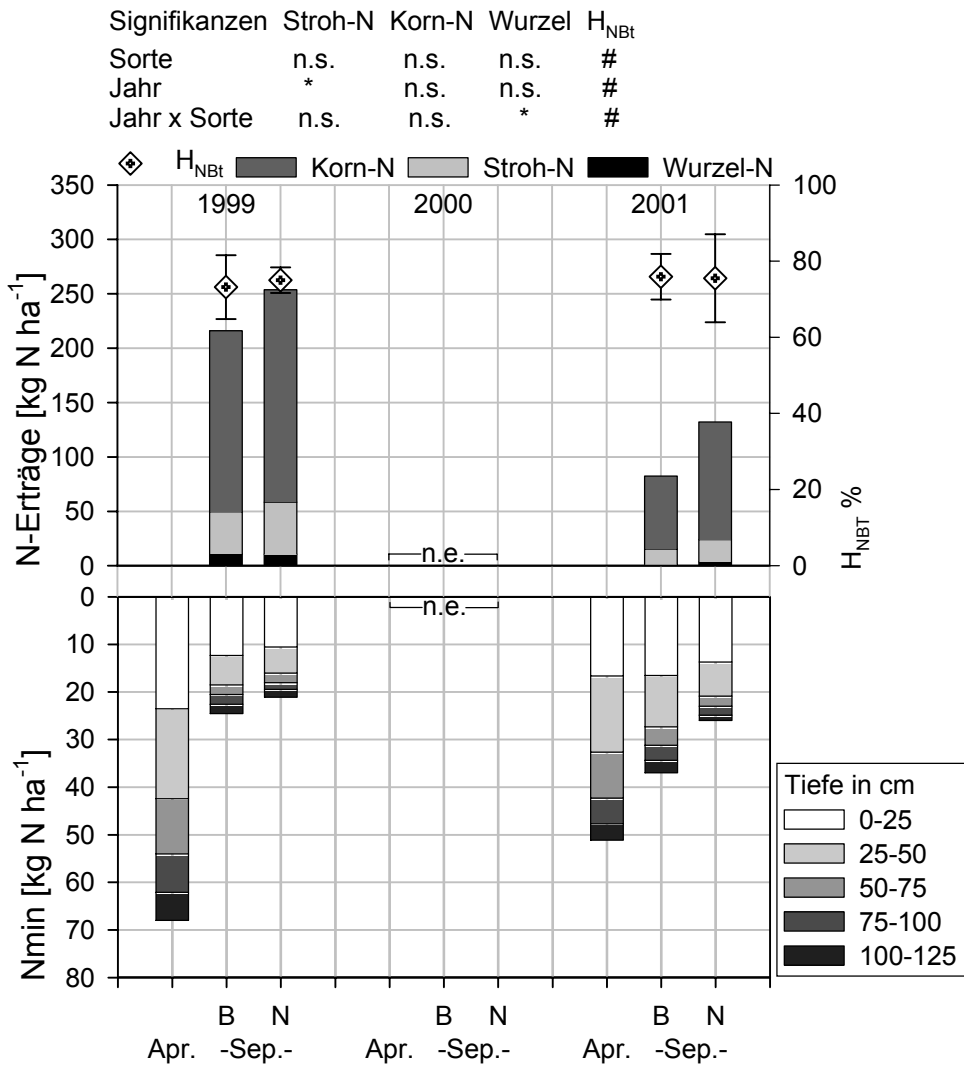 Signifikanzen Stroh-N Korn-N Wurzel H_NBt
Sorte n.s. n.s. n.s. #
Jahr * n.s. n.s. #
Jahr x Sorte n.s. n.s. * #
H_NBt Korn-N Stroh-N Wurzel-N
1999 2000 2001
N-Erträge [kg N ha⁻¹]
350
300
250
200
150
100
50
0
n.e.
100
80
60
40
20
0
H_NBT %
Nmin [kg N ha⁻¹]
0
10
20
30
40
50
60
70
80
n.e.
Tiefe in cm
0-25
25-50
50-75
75-100
100-125
B N B N B N
Apr. -Sep.- Apr. -Sep.- Apr. -Sep.-